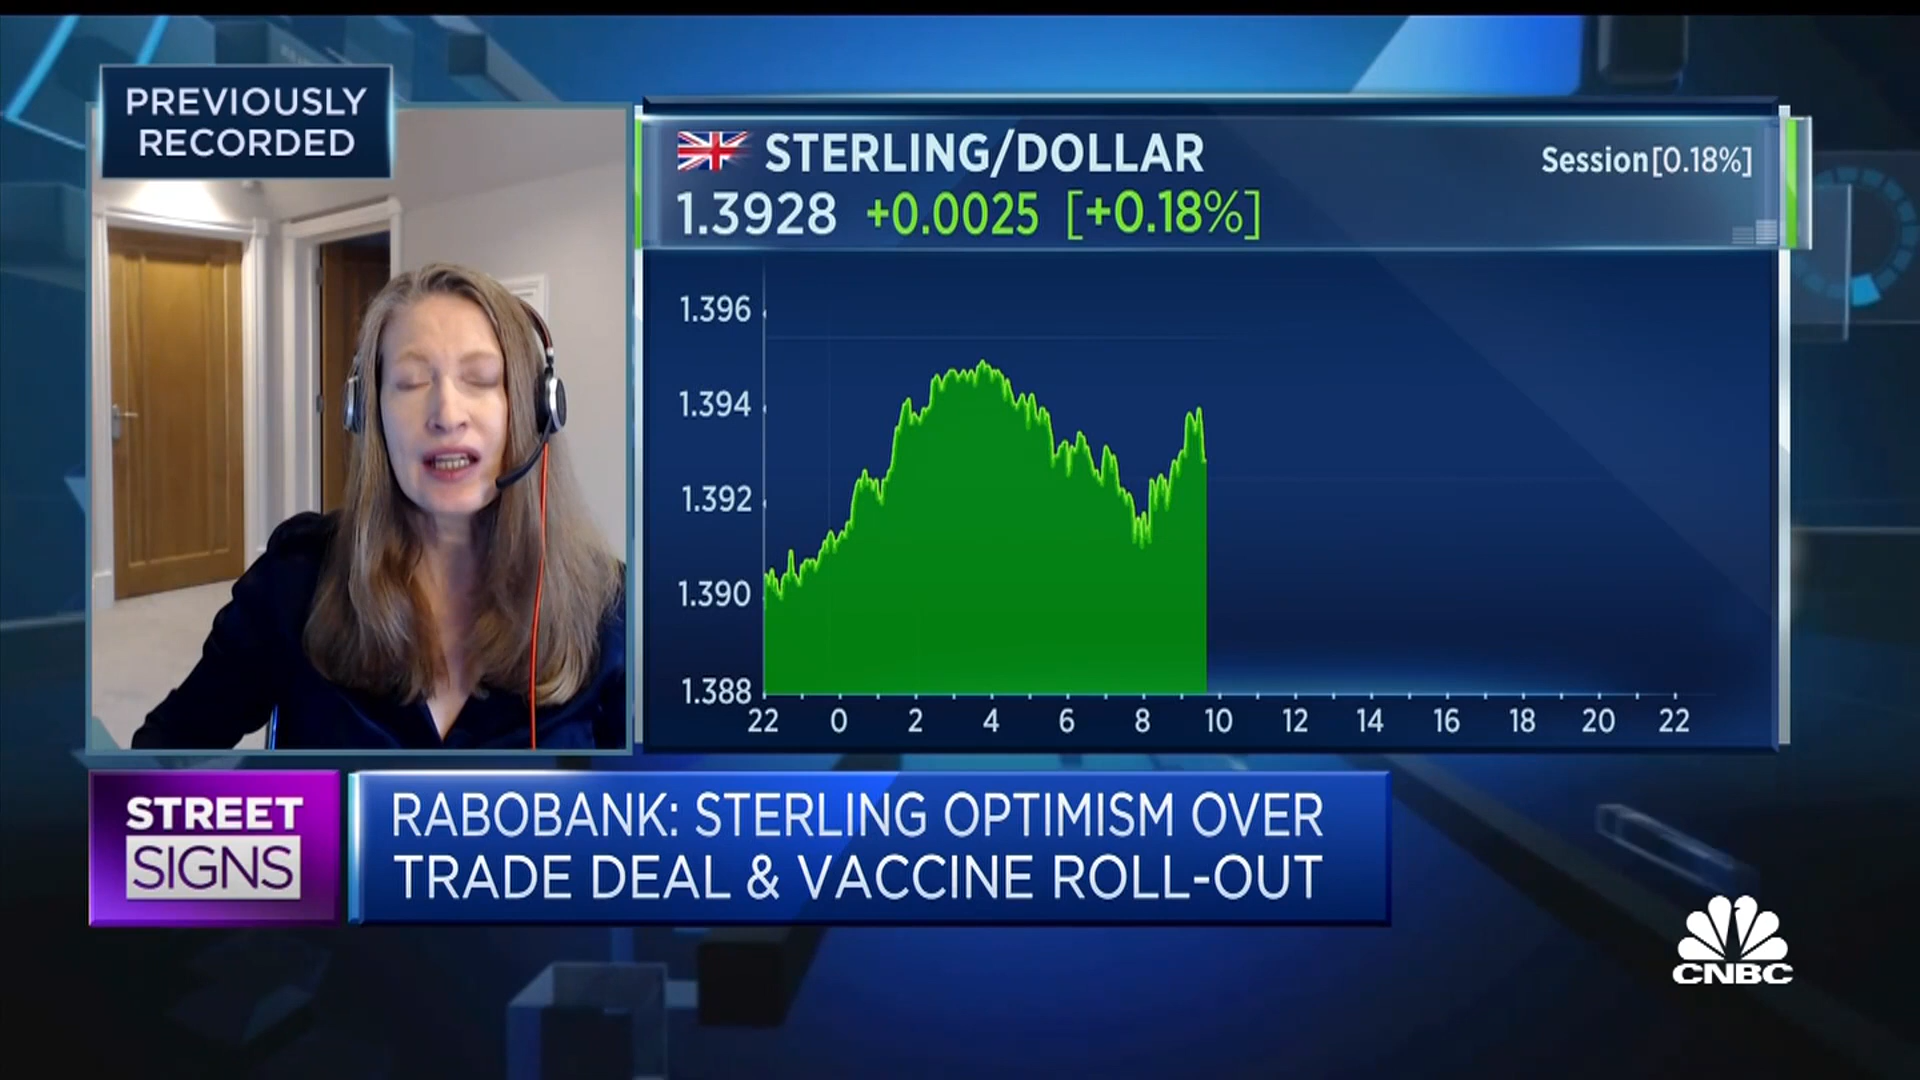 PREVIOUSLY
RECORDED
STERLING/DOLLAR
Session[0.18%]
1.3928 +0.0025 [+0.18%]
1.396
1.394
1.392
1.390
1.388
22 0 2 4 6 8 10 12 14 16 18 20 22
STREET
SIGNS
RABOBANK: STERLING OPTIMISM OVER
TRADE DEAL & VACCINE ROLL-OUT
CNBC